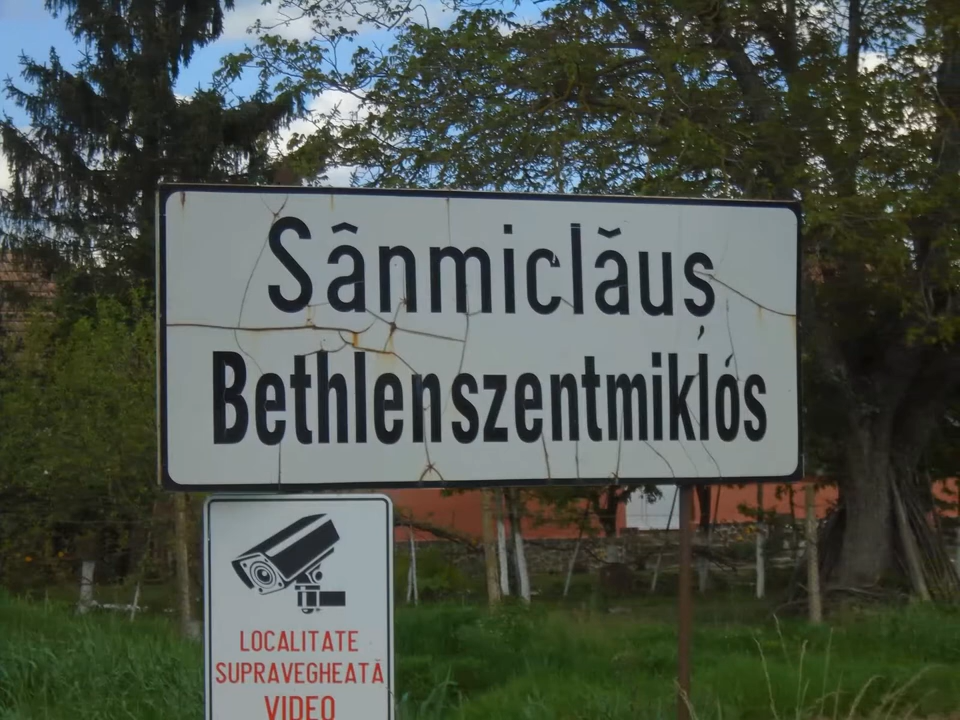 Sânmiclăuș
Bethlenszentmiklós
LOCALITATE
SUPRAVEGHEATĂ
VIDEO